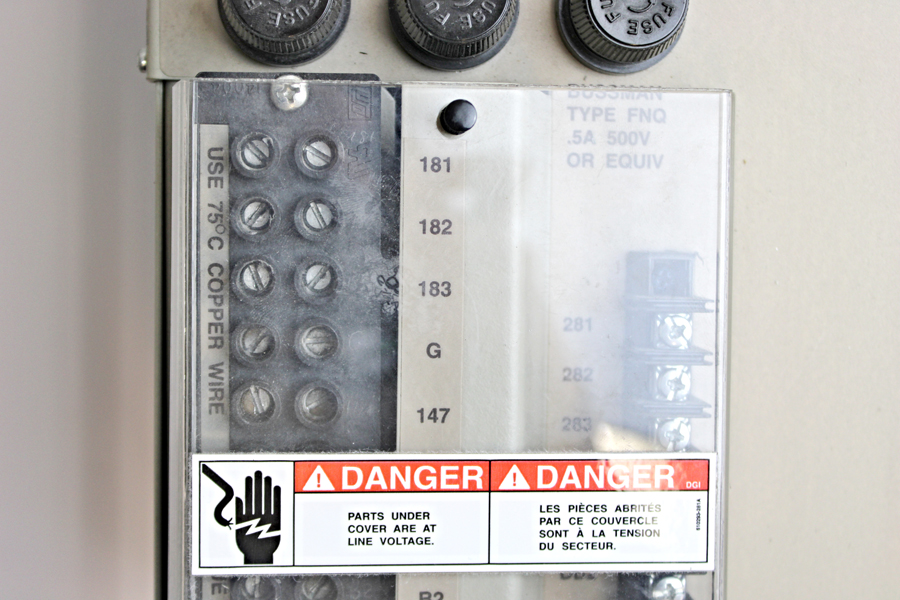 FUSE
FUSE
FUSE
BUSSMAN
TYPE FNQ
.5A 500V
OR EQUIV
USE 75°C COPPER WIRE
181
182
183
G
147
281
282
283
DANGER
PARTS UNDER
COVER ARE AT
LINE VOLTAGE.
DANGER
DGI
LES PIÈCES ABRITÉS
PAR CE COUVERCLE
SONT À LA TENSION
DU SECTEUR.
B2